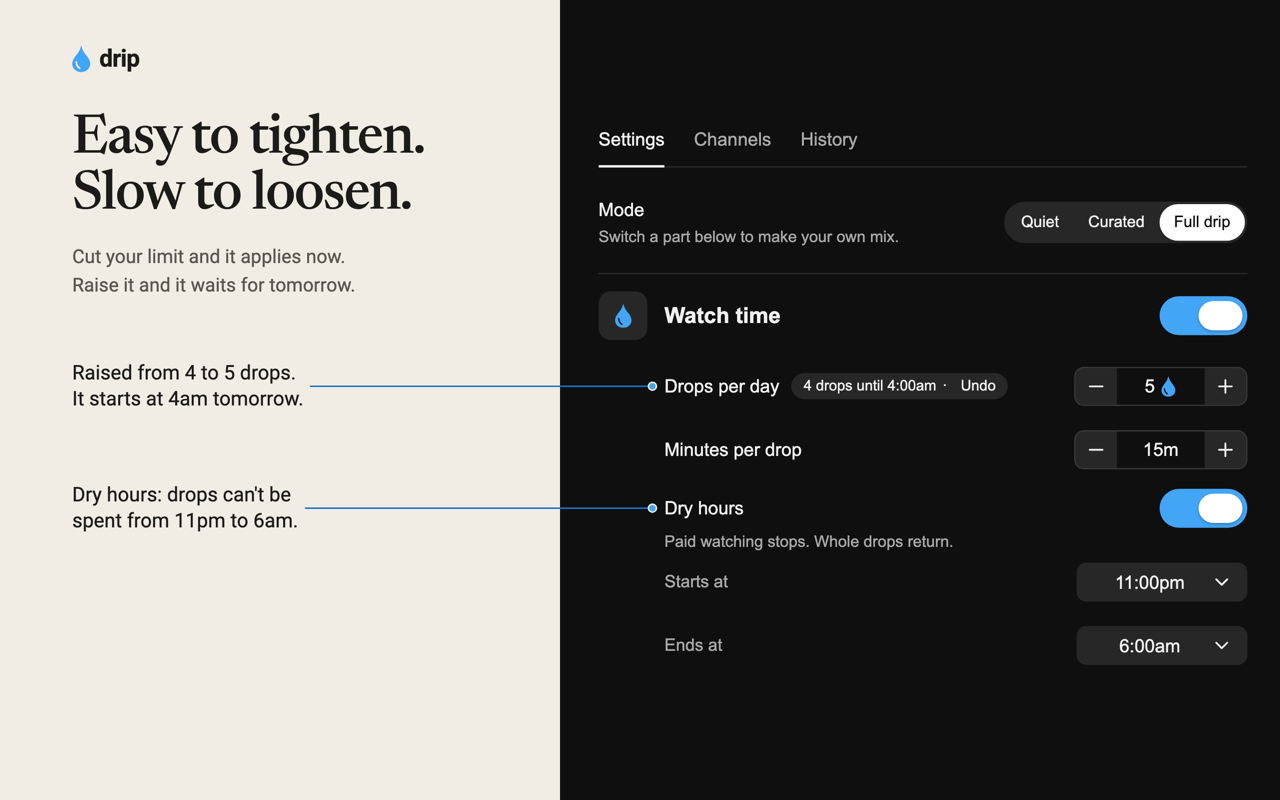 drip
Easy to tighten.
Slow to loosen.
Cut your limit and it applies now.
Raise it and it waits for tomorrow.
Raised from 4 to 5 drops.
It starts at 4am tomorrow.
Dry hours: drops can't be
spent from 11pm to 6am.
Settings Channels History
Mode
Switch a part below to make your own mix.
Quiet Curated Full drip
Watch time
Drops per day 4 drops until 4:00am · Undo − 5 +
Minutes per drop − 15m +
Dry hours
Paid watching stops. Whole drops return.
Starts at 11:00pm
Ends at 6:00am